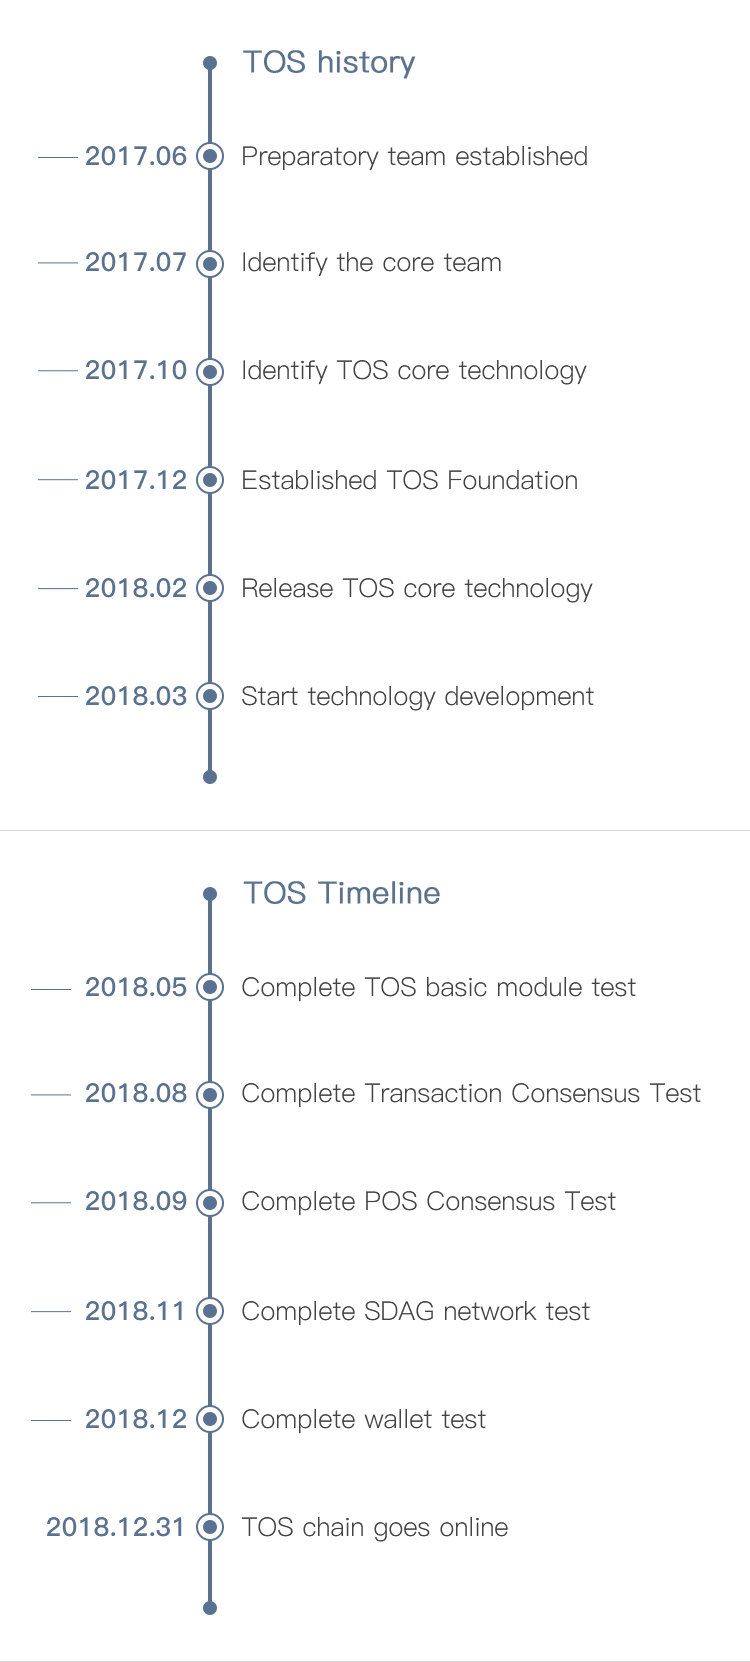 TOS history
2017.06 Preparatory team established
2017.07 Identify the core team
2017.10 Identify TOS core technology
2017.12 Established TOS Foundation
2018.02 Release TOS core technology
2018.03 Start technology development
TOS Timeline
2018.05 Complete TOS basic module test
2018.08 Complete Transaction Consensus Test
2018.09 Complete POS Consensus Test
2018.11 Complete SDAG network test
2018.12 Complete wallet test
2018.12.31 TOS chain goes online